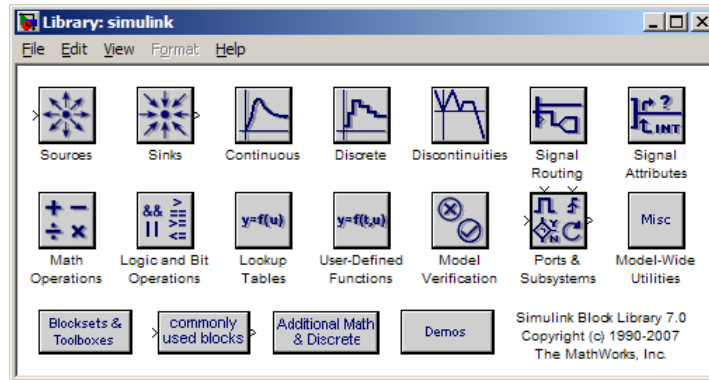 Library: simulink
File Edit View Format Help
Sources Sinks Continuous Discrete Discontinuities Signal Routing Signal Attributes
? INT
&& || > == >= <=
y=f(u)
y=f(t,u)
Y N
Misc
Math Operations Logic and Bit Operations Lookup Tables User-Defined Functions Model Verification Ports & Subsystems Model-Wide Utilities
Blocksets & Toolboxes
commonly used blocks
Additional Math & Discrete
Demos
Simulink Block Library 7.0
Copyright (c) 1990-2007
The MathWorks, Inc.